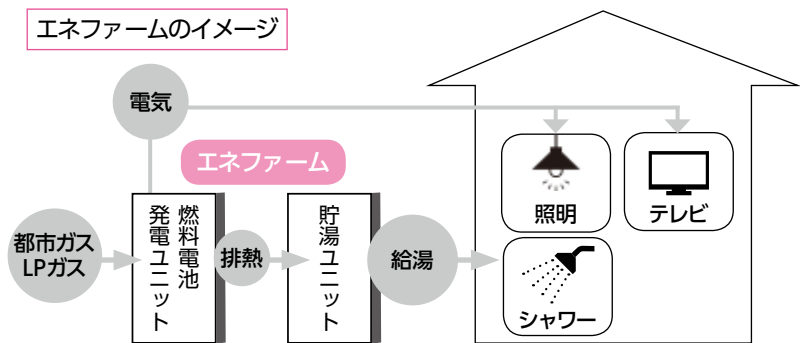 エネファームのイメージ
電気
エネファーム
都市ガス
LPガス
燃料電池
発電ユニット
排熱
貯湯ユニット
給湯
照明
テレビ
シャワー